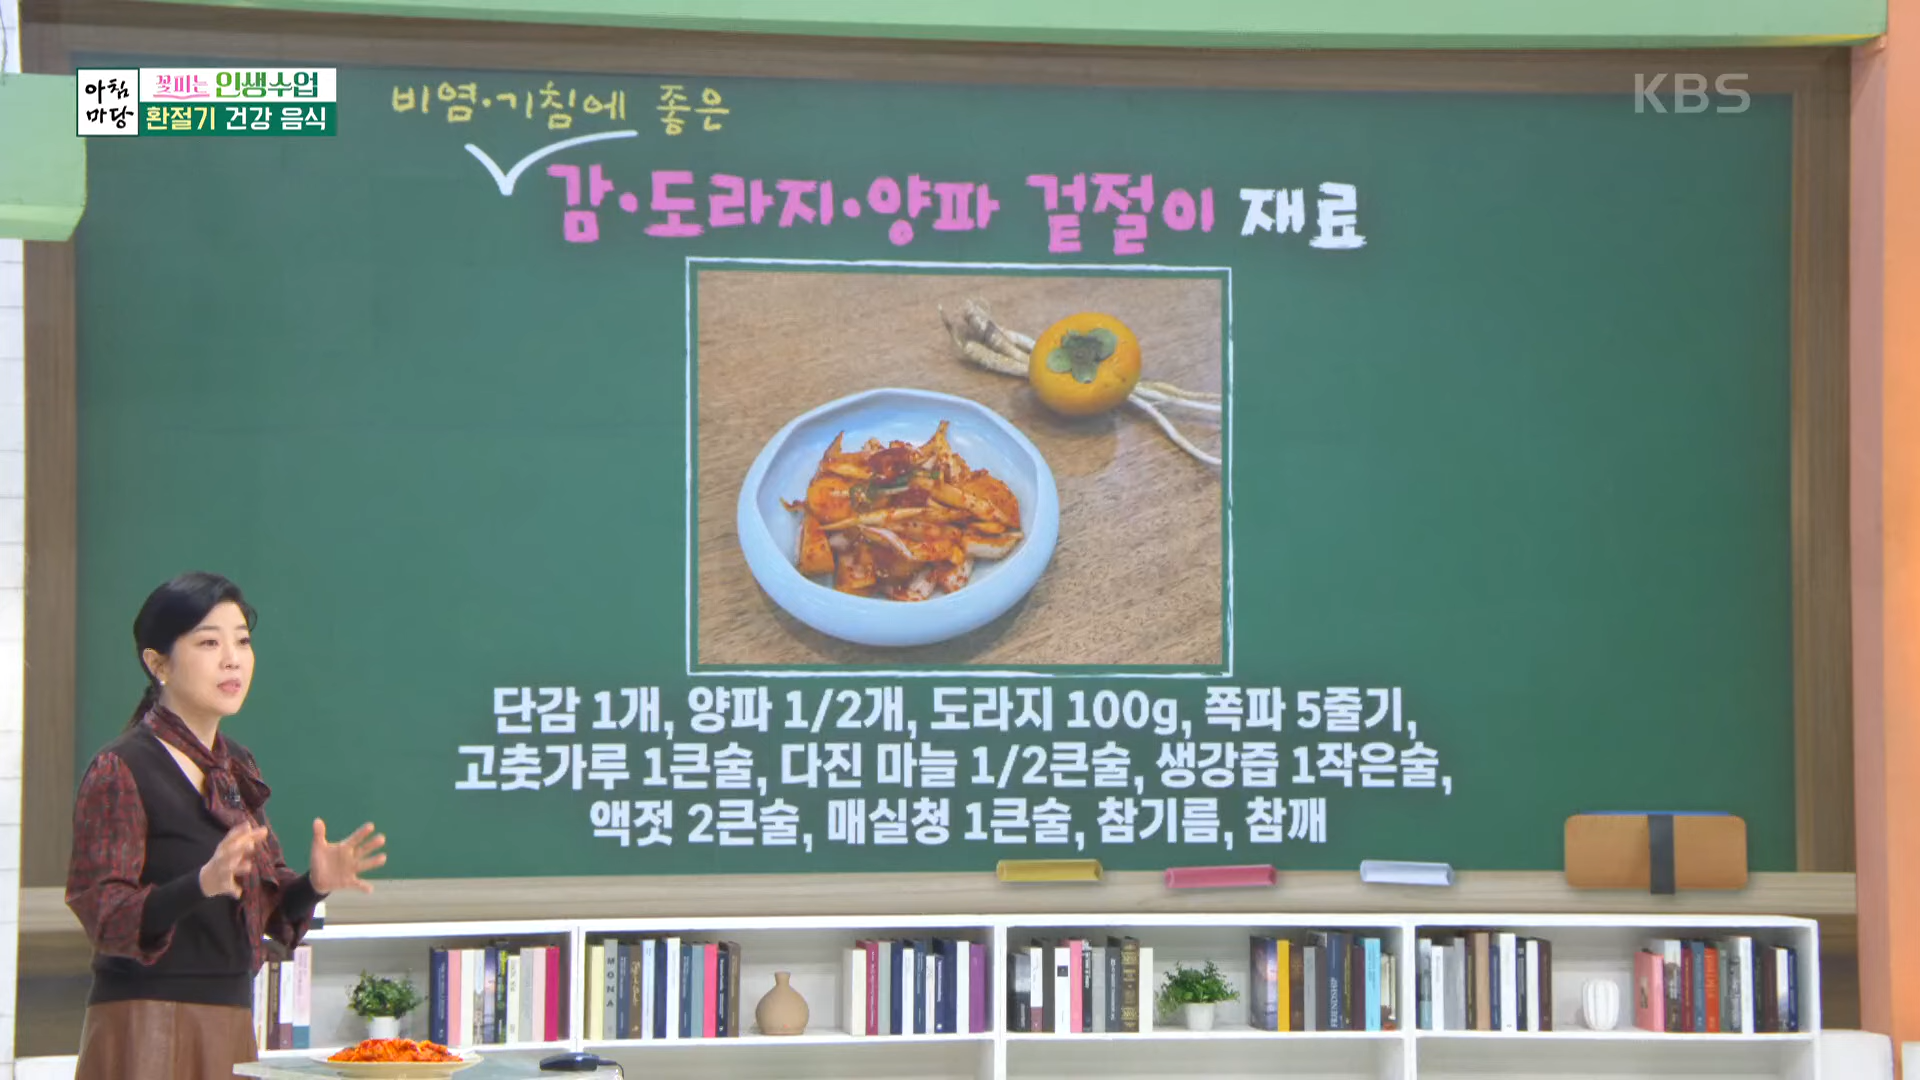 아침
마당
꽃피는 인생수업
환절기 건강 음식
KBS
비염·기침에 좋은
감·도라지·양파 겉절이 재료
단감 1개, 양파 1/2개, 도라지 100g, 쪽파 5줄기,
고춧가루 1큰술, 다진 마늘 1/2큰술, 생강즙 1작은술,
액젓 2큰술, 매실청 1큰술, 참기름, 참깨
MONA